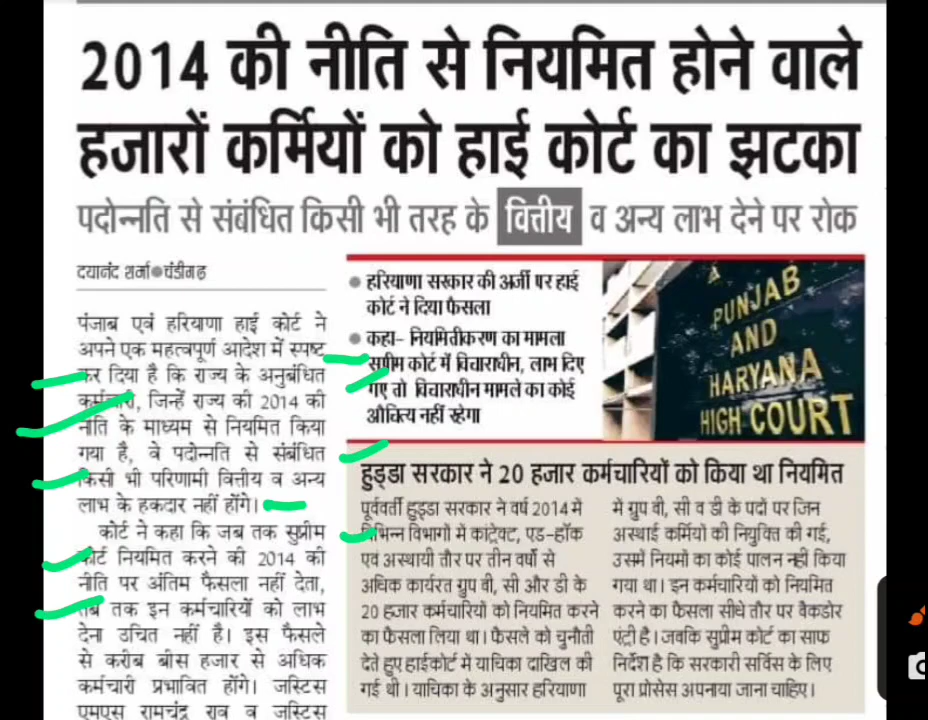 2014 की नीति से नियमित होने वाले
हजारों कर्मियों को हाई कोर्ट का झटका
पदोन्नति से संबंधित किसी भी तरह के वित्तीय व अन्य लाभ देने पर रोक
दयानंद शर्मा●चंडीगढ़
पंजाब एवं हरियाणा हाई कोर्ट ने
अपने एक महत्वपूर्ण आदेश में स्पष्ट
कर दिया है कि राज्य के अनुबंधित
कर्मचारी, जिन्हें राज्य की 2014 की
नीति के माध्यम से नियमित किया
गया है, वे पदोन्नति से संबंधित
किसी भी परिणामी वित्तीय व अन्य
लाभ के हकदार नहीं होंगे।
कोर्ट ने कहा कि जब तक सुप्रीम
कोर्ट नियमित करने की 2014 की
नीति पर अंतिम फैसला नहीं देता,
तब तक इन कर्मचारियों को लाभ
देना उचित नहीं है। इस फैसले
से करीब बीस हजार से अधिक
कर्मचारी प्रभावित होंगे। जस्टिस
एमएस रामचंद्र राव व जस्टिस
● हरियाणा सरकार की अर्जी पर हाई
कोर्ट ने दिया फैसला
● कहा- नियमितीकरण का मामला
सुप्रीम कोर्ट में विचाराधीन, लाभ दिए
गए तो विचाराधीन मामले का कोई
औचित्य नहीं रहेगा
PUNJAB
AND
HARYANA
HIGH COURT
हुड्डा सरकार ने 20 हजार कर्मचारियों को किया था नियमित
पूर्ववर्ती हुड्डा सरकार ने वर्ष 2014 में
विभिन्न विभागों में कांट्रेक्ट, एड-हॉक
एवं अस्थायी तौर पर तीन वर्षों से
अधिक कार्यरत ग्रुप बी, सी और डी के
20 हजार कर्मचारियों को नियमित करने
का फैसला लिया था। फैसले को चुनौती
देते हुए हाईकोर्ट में याचिका दाखिल की
गई थी। याचिका के अनुसार हरियाणा
में ग्रुप बी, सी व डी के पदों पर जिन
अस्थाई कर्मियों की नियुक्ति की गई,
उसमें नियमों का कोई पालन नहीं किया
गया था। इन कर्मचारियों को नियमित
करने का फैसला सीधे तौर पर बैकडोर
एंट्री है। जबकि सुप्रीम कोर्ट का साफ
निर्देश है कि सरकारी सर्विस के लिए
पूरा प्रोसेस अपनाया जाना चाहिए।